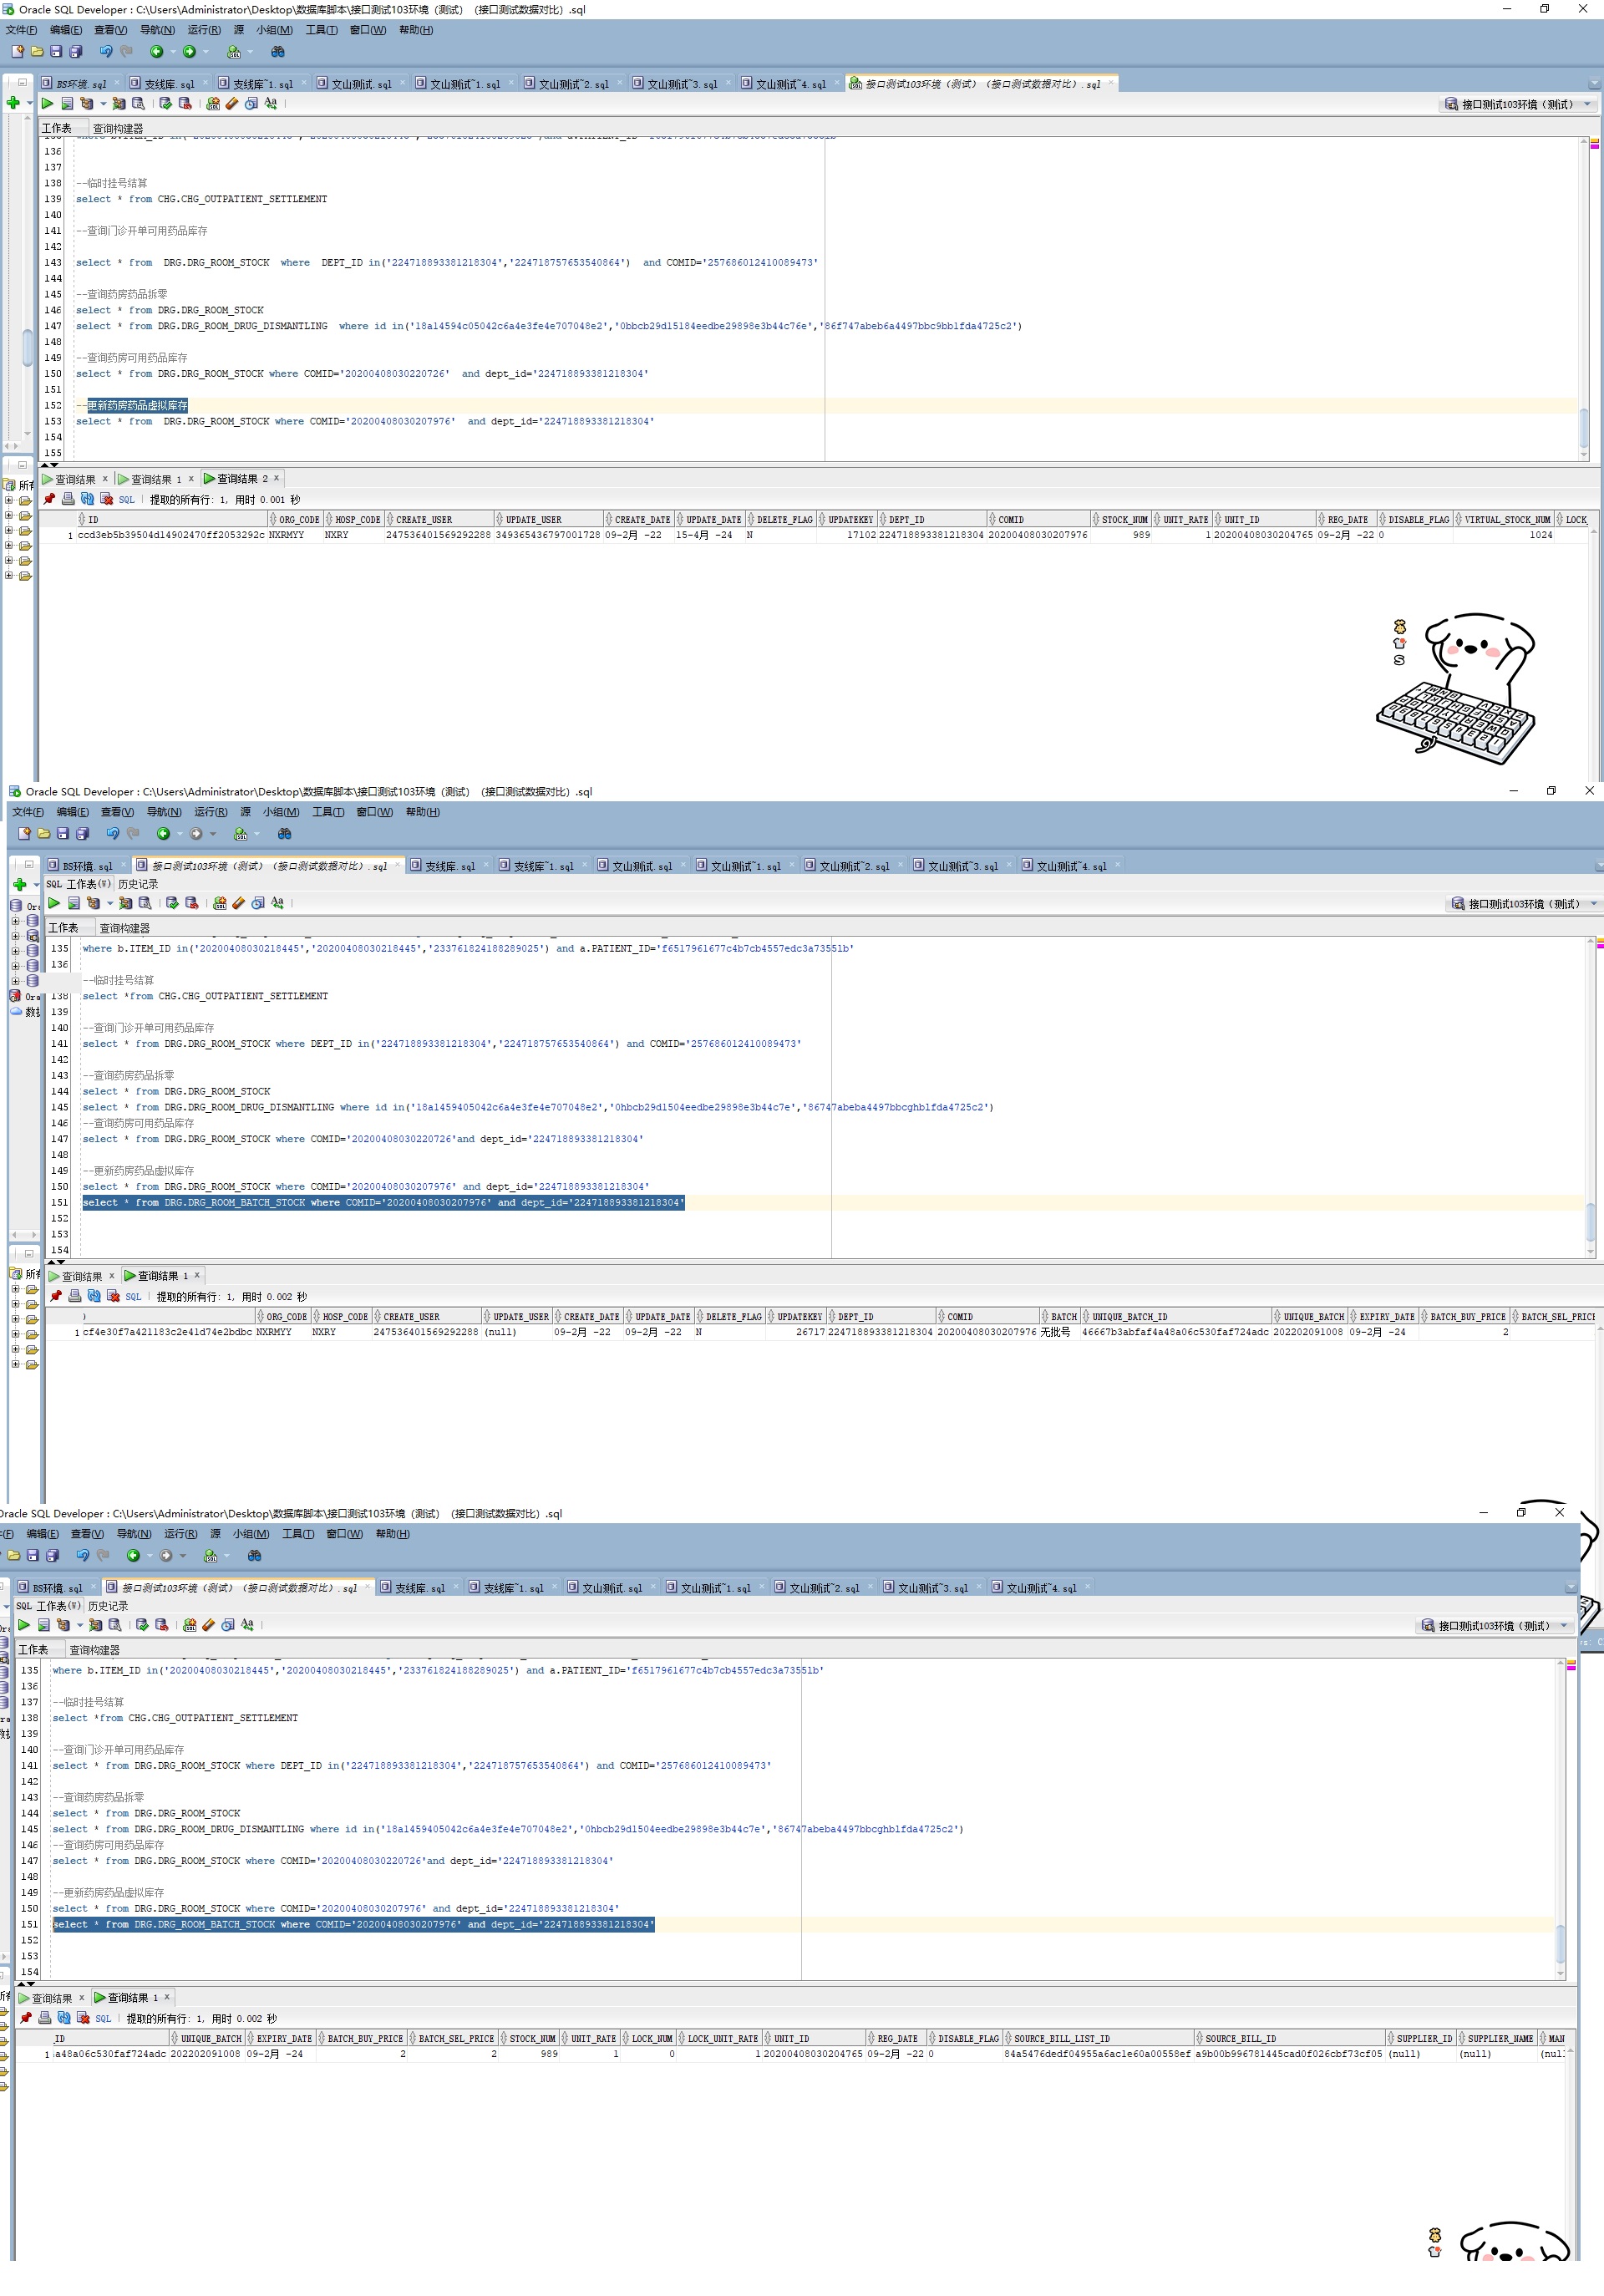 Oracle SQL Developer : C:\Users\Administrator\Desktop\数据库脚本\接口测试103环境（测试）（接口测试数据对比）.sql
文件(F) 编辑(E) 查看(V) 导航(N) 运行(R) 源 小组(M) 工具(T) 窗口(W) 帮助(H)
BS环境.sql 支线库.sql 支线库~1.sql 文山测试.sql 文山测试~1.sql 文山测试~2.sql 文山测试~3.sql 文山测试~4.sql 接口测试103环境（测试）（接口测试数据对比）.sql
接口测试103环境（测试）
工作表 查询构建器
136
137
138 --临时挂号结算
139 select * from CHG.CHG_OUTPATIENT_SETTLEMENT
140
141 --查询门诊开单可用药品库存
142
143 select * from DRG.DRG_ROOM_STOCK where DEPT_ID in('224718893381218304','224718757653540864') and COMID='257686012410089473'
144
145 --查询药房药品拆零
146 select * from DRG.DRG_ROOM_STOCK
147 select * from DRG.DRG_ROOM_DRUG_DISMANTLING where id in('18a14594c05042c6a4e3fe4e707048e2','0bbcb29d15184eedbe29898e3b44c76e','86f747abeb6a4497bbc9bb1fda4725c2')
148
149 --查询药房可用药品库存
150 select * from DRG.DRG_ROOM_STOCK where COMID='20200408030220726' and dept_id='224718893381218304'
151
152 --更新药房药品虚拟库存
153 select * from DRG.DRG_ROOM_STOCK where COMID='20200408030207976' and dept_id='224718893381218304'
154
155
查询结果 x 查询结果 1 x 查询结果 2 x
SQL | 提取的所有行: 1, 用时 0.001 秒
ID ORG_CODE HOSP_CODE CREATE_USER UPDATE_USER CREATE_DATE UPDATE_DATE DELETE_FLAG UPDATEKEY DEPT_ID COMID STOCK_NUM UNIT_RATE UNIT_ID REG_DATE DISABLE_FLAG VIRTUAL_STOCK_NUM LOCK_
1 ccd3eb5b39504d14902470ff2053292c NXRMYY NXRY 247536401569292288 349365436797001728 09-2月 -22 15-4月 -24 N 17102 224718893381218304 20200408030207976 989 1 20200408030204765 09-2月 -22 0 1024
Oracle SQL Developer : C:\Users\Administrator\Desktop\数据库脚本\接口测试103环境（测试）（接口测试数据对比）.sql
文件(F) 编辑(E) 查看(V) 导航(N) 运行(R) 源 小组(M) 工具(T) 窗口(W) 帮助(H)
BS环境.sql 接口测试103环境（测试）（接口测试数据对比）.sql 支线库.sql 支线库~1.sql 文山测试.sql 文山测试~1.sql 文山测试~2.sql 文山测试~3.sql 文山测试~4.sql
SQL 工作表(W) 历史记录
接口测试103环境（测试）
工作表 查询构建器
135 where b.ITEM_ID in('20200408030218445','20200408030218445','233761824188289025') and a.PATIENT_ID='f6517961677c4b7cb4557edc3a73551b'
136
--临时挂号结算
138 select *from CHG.CHG_OUTPATIENT_SETTLEMENT
139
140 --查询门诊开单可用药品库存
141 select * from DRG.DRG_ROOM_STOCK where DEPT_ID in('224718893381218304','224718757653540864') and COMID='257686012410089473'
142
143 --查询药房药品拆零
144 select * from DRG.DRG_ROOM_STOCK
145 select * from DRG.DRG_ROOM_DRUG_DISMANTLING where id in('18a1459405042c6a4e3fe4e707048e2','0hbcb29d1504eedbe29898e3b44c7e','86747abeba4497bbcghb1fda4725c2')
146 --查询药房可用药品库存
147 select * from DRG.DRG_ROOM_STOCK where COMID='20200408030220726'and dept_id='224718893381218304'
148
149 --更新药房药品虚拟库存
150 select * from DRG.DRG_ROOM_STOCK where COMID='20200408030207976' and dept_id='224718893381218304'
151 select * from DRG.DRG_ROOM_BATCH_STOCK where COMID='20200408030207976' and dept_id='224718893381218304'
152
153
154
查询结果 x 查询结果 1 x
SQL | 提取的所有行: 1, 用时 0.002 秒
ORG_CODE HOSP_CODE CREATE_USER UPDATE_USER CREATE_DATE UPDATE_DATE DELETE_FLAG UPDATEKEY DEPT_ID COMID BATCH UNIQUE_BATCH_ID UNIQUE_BATCH EXPIRY_DATE BATCH_BUY_PRICE BATCH_SEL_PRICE
1 cf4e30f7a421183c2e41d74e2bdbc NXRMYY NXRY 247536401569292288 (null) 09-2月 -22 09-2月 -22 N 26717 224718893381218304 20200408030207976 无批号 46667b3abfaf4a48a06c530faf724adc 202202091008 09-2月 -24 2
Oracle SQL Developer : C:\Users\Administrator\Desktop\数据库脚本\接口测试103环境（测试）（接口测试数据对比）.sql
编辑(E) 查看(V) 导航(N) 运行(R) 源 小组(M) 工具(T) 窗口(W) 帮助(H)
BS环境.sql 接口测试103环境（测试）（接口测试数据对比）.sql 支线库.sql 支线库~1.sql 文山测试.sql 文山测试~1.sql 文山测试~2.sql 文山测试~3.sql 文山测试~4.sql
SQL 工作表(W) 历史记录
接口测试103环境（测试）
工作表 查询构建器
135 where b.ITEM_ID in('20200408030218445','20200408030218445','233761824188289025') and a.PATIENT_ID='f6517961677c4b7cb4557edc3a73551b'
136
137 --临时挂号结算
138 select *from CHG.CHG_OUTPATIENT_SETTLEMENT
139
140 --查询门诊开单可用药品库存
141 select * from DRG.DRG_ROOM_STOCK where DEPT_ID in('224718893381218304','224718757653540864') and COMID='257686012410089473'
142
143 --查询药房药品拆零
144 select * from DRG.DRG_ROOM_STOCK
145 select * from DRG.DRG_ROOM_DRUG_DISMANTLING where id in('18a1459405042c6a4e3fe4e707048e2','0hbcb29d1504eedbe29898e3b44c7e','86747abeba4497bbcghb1fda4725c2')
146 --查询药房可用药品库存
147 select * from DRG.DRG_ROOM_STOCK where COMID='20200408030220726'and dept_id='224718893381218304'
148
149 --更新药房药品虚拟库存
150 select * from DRG.DRG_ROOM_STOCK where COMID='20200408030207976' and dept_id='224718893381218304'
151 select * from DRG.DRG_ROOM_BATCH_STOCK where COMID='20200408030207976' and dept_id='224718893381218304'
152
153
154
查询结果 x 查询结果 1 x
SQL | 提取的所有行: 1, 用时 0.002 秒
_ID UNIQUE_BATCH EXPIRY_DATE BATCH_BUY_PRICE BATCH_SEL_PRICE STOCK_NUM UNIT_RATE LOCK_NUM LOCK_UNIT_RATE UNIT_ID REG_DATE DISABLE_FLAG SOURCE_BILL_LIST_ID SOURCE_BILL_ID SUPPLIER_ID SUPPLIER_NAME MAN
1 a48a06c530faf724adc 202202091008 09-2月 -24 2 2 989 1 0 1 20200408030204765 09-2月 -22 0 84a5476dedf04955a6ac1e60a00558ef a9b00b996781445cad0f026cbf73cf05 (null) (null) (nul